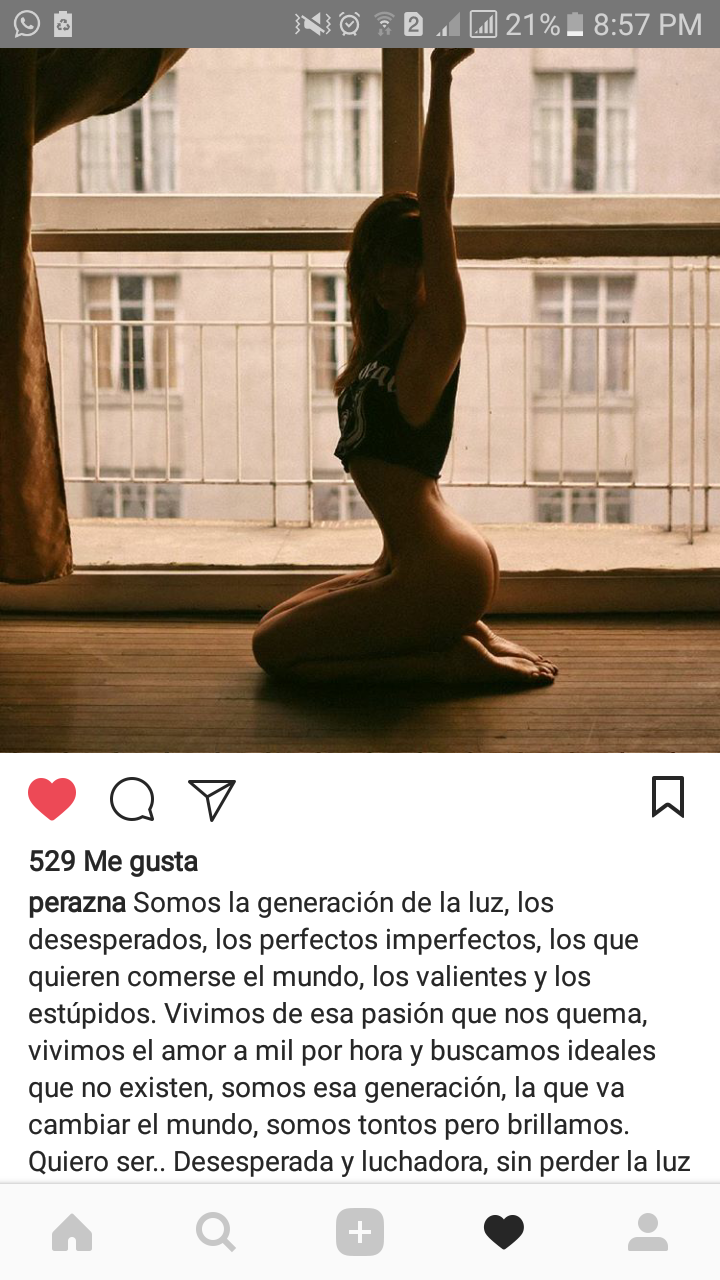 2 21% 8:57 PM
529 Me gusta
perazna Somos la generación de la luz, los
desesperados, los perfectos imperfectos, los que
quieren comerse el mundo, los valientes y los
estúpidos. Vivimos de esa pasión que nos quema,
vivimos el amor a mil por hora y buscamos ideales
que no existen, somos esa generación, la que va
cambiar el mundo, somos tontos pero brillamos.
Quiero ser.. Desesperada y luchadora, sin perder la luz